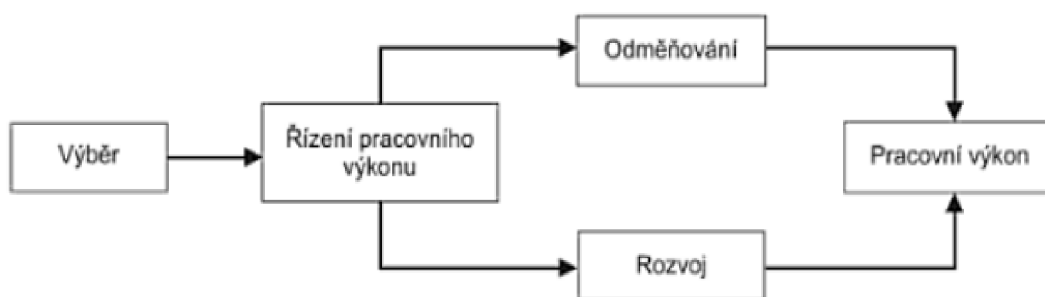 Odměňování
Výběr
Řízení pracovního
výkonu
Pracovní výkon
Rozvoj